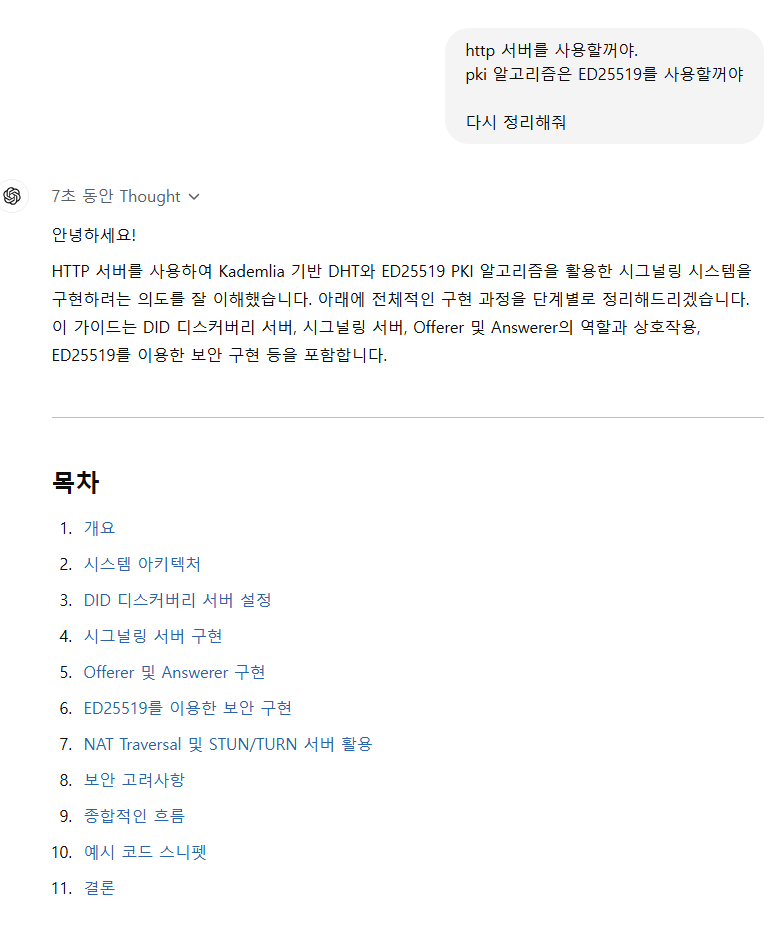 http 서버를 사용할꺼야.
pki 알고리즘은 ED25519를 사용할꺼야
다시 정리해줘
7초 동안 Thought
안녕하세요!
HTTP 서버를 사용하여 Kademlia 기반 DHT와 ED25519 PKI 알고리즘을 활용한 시그널링 시스템을
구현하려는 의도를 잘 이해했습니다. 아래에 전체적인 구현 과정을 단계별로 정리해드리겠습니다.
이 가이드는 DID 디스커버리 서버, 시그널링 서버, Offerer 및 Answerer의 역할과 상호작용,
ED25519를 이용한 보안 구현 등을 포함합니다.
목차
1. 개요
2. 시스템 아키텍처
3. DID 디스커버리 서버 설정
4. 시그널링 서버 구현
5. Offerer 및 Answerer 구현
6. ED25519를 이용한 보안 구현
7. NAT Traversal 및 STUN/TURN 서버 활용
8. 보안 고려사항
9. 종합적인 흐름
10. 예시 코드 스니펫
11. 결론